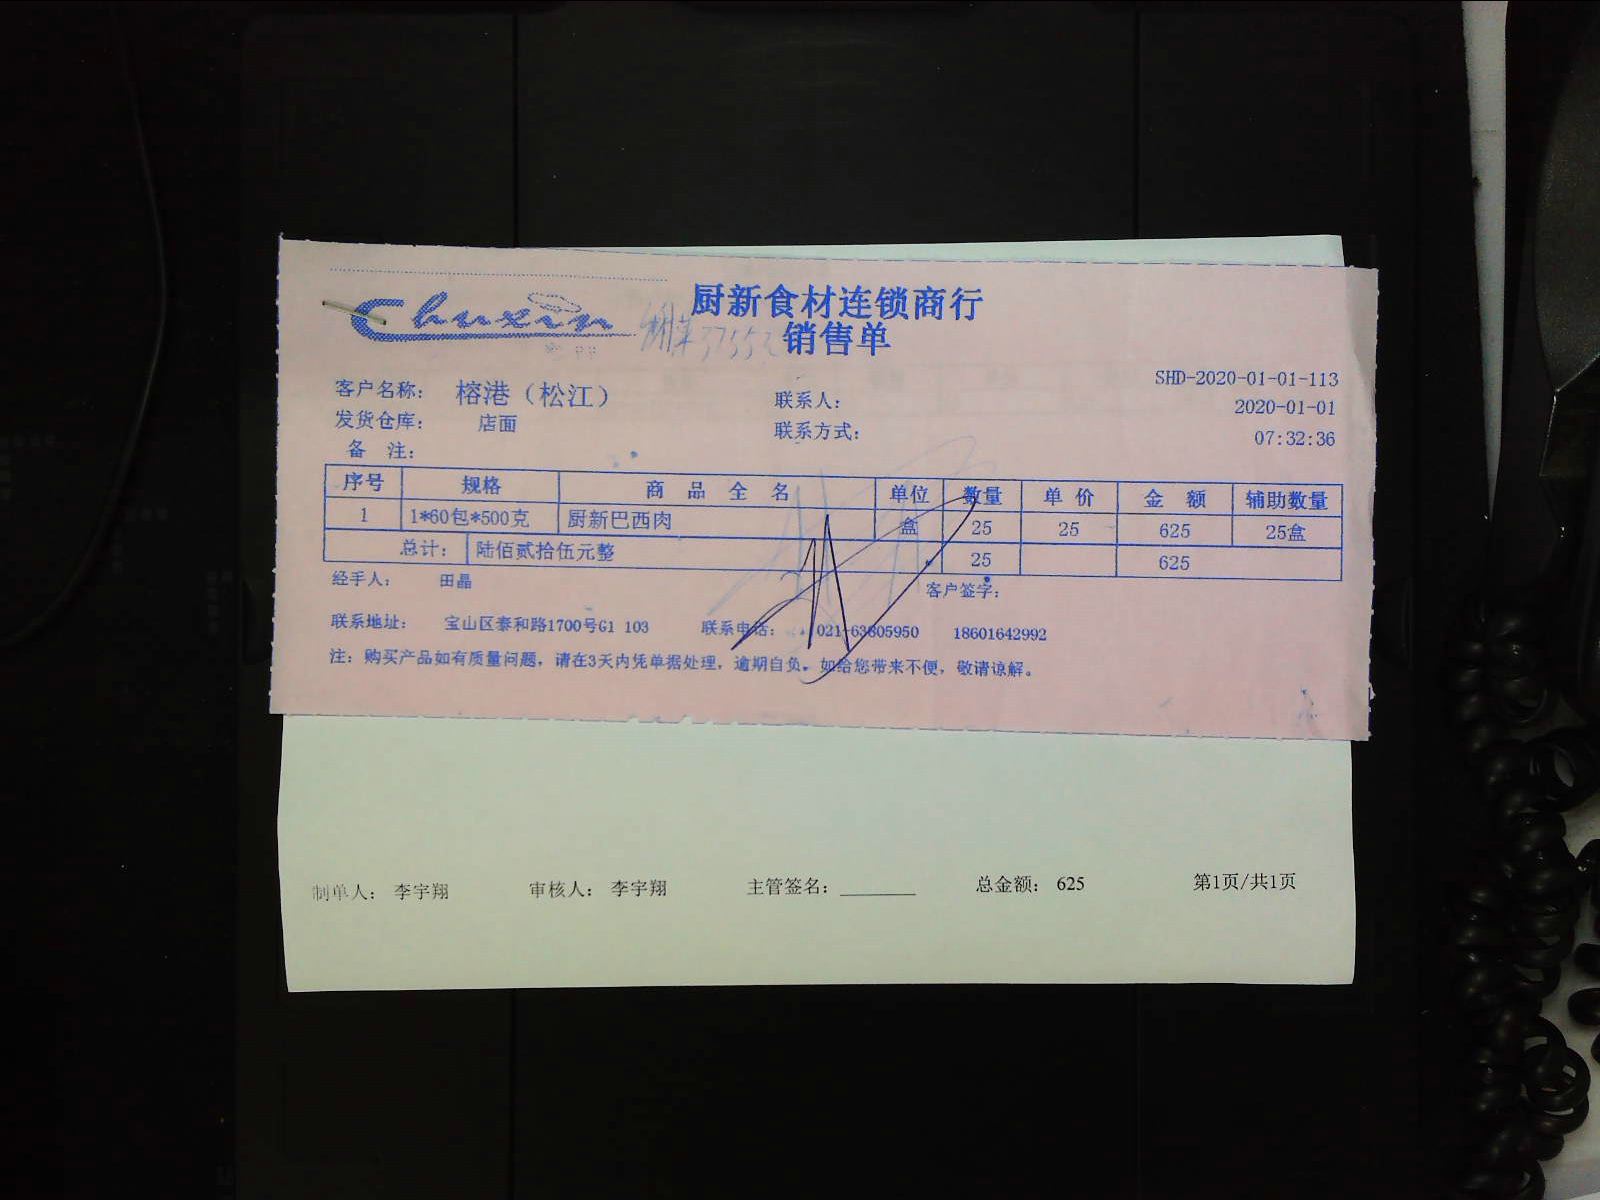 Chuxin
厨新食材连锁商行
销售单
SHD-2020-01-01-113
客户名称： 榕港（松江） 联系人： 2020-01-01
发货仓库： 店面 联系方式： 07:32:36
备 注：
序号 规格 商 品 全 名 单位 数量 单 价 金 额 辅助数量
1 1*60包*500克 厨新巴西肉 盒 25 25 625 25盒
总计： 陆佰贰拾伍元整 25 625
经手人： 田晶 客户签字：
联系地址： 宝山区泰和路1700号G1 103 联系电话： 021-63805950 18601642992
注：购买产品如有质量问题，请在3天内凭单据处理，逾期自负。如给您带来不便，敬请谅解。
制单人： 李宇翔 审核人： 李宇翔 主管签名： 总金额： 625 第1页/共1页